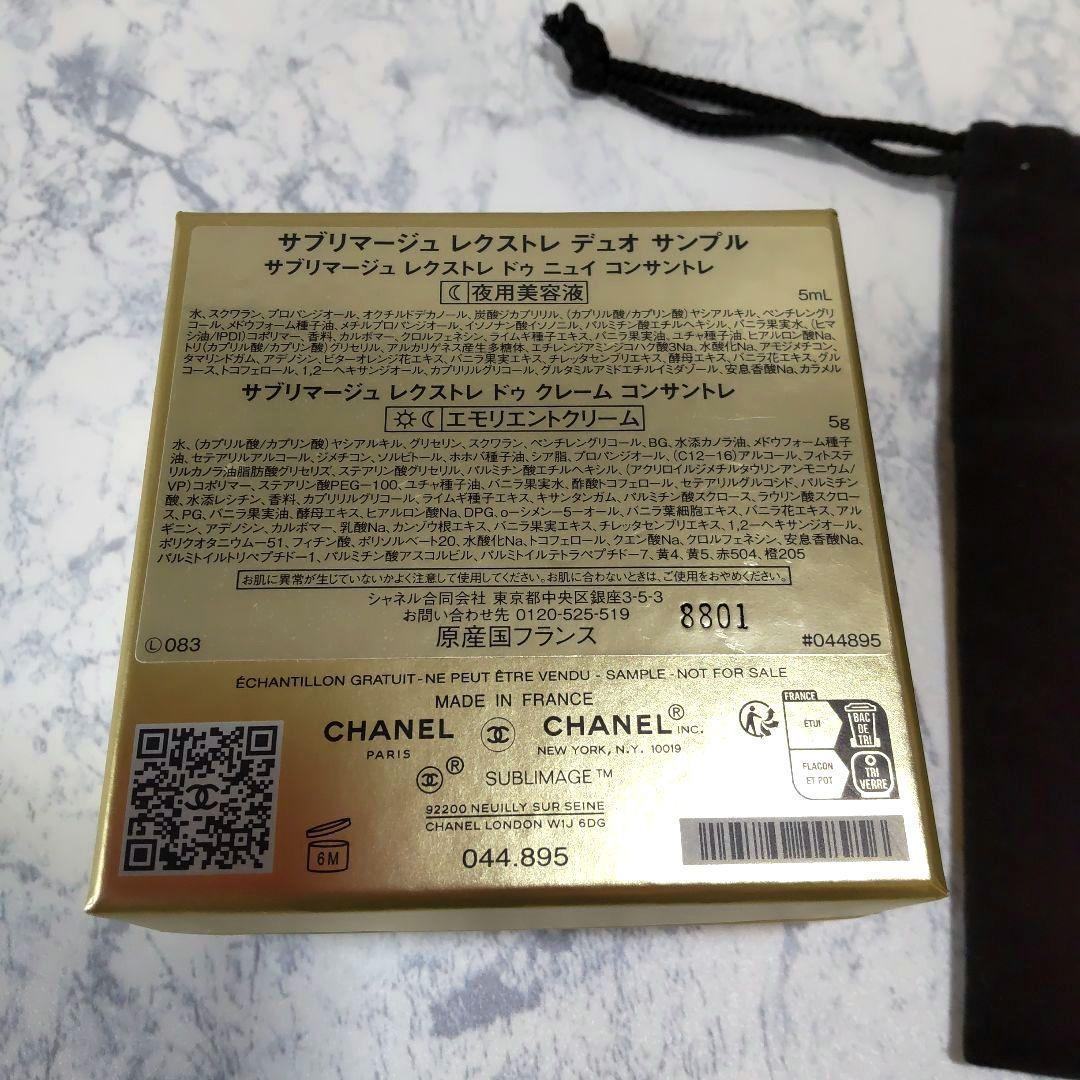 サブリマージュ レクストレ デュオ サンプル
サブリマージュ レクストレ ドゥ ニュイ コンサントレ
夜用美容液
5mL
水、スクワラン、プロパンジオール、オクチルドデカノール、炭酸ジカプリリル、(カプリル酸/カプリン酸)ヤシアルキル、ペンチレングリ
コール、メドウフォーム種子油、メチルプロパンジオール、イソノナン酸イソノニル、パルミチン酸エチルヘキシル、バニラ果実水、(ヒマ
シ油/IPDI)コポリマー、香料、カルボマー、クロルフェネシン、ライムギ種子エキス、バニラ果実油、ユチャ種子油、ヒアルロン酸Na、
トリ(カプリル酸/カプリン酸)グリセリル、アルカリゲネス産生多糖体、エチレンジアミンジコハク酸3Na、水酸化Na、アモジメチコン、
タマリンドガム、アデノシン、ビターオレンジ花エキス、バニラ果実エキス、チレッタセンブリエキス、酵母エキス、バニラ花エキス、グル
コース、トコフェロール、1,2-ヘキサンジオール、カプリリルグリコール、グルタミルアミドエチルイミダゾール、安息香酸Na、カラメル
サブリマージュ レクストレ ドゥ クレーム コンサントレ
エモリエントクリーム
5g
水、(カプリル酸/カプリン酸)ヤシアルキル、グリセリン、スクワラン、ペンチレングリコール、BG、水添カノラ油、メドウフォーム種子
油、セテアリルアルコール、ジメチコン、ソルビトール、ホホバ種子油、シア脂、プロパンジオール、(C12-16)アルコール、フィトステ
リルカノラ油脂肪酸グリセリズ、ステアリン酸グリセリル、パルミチン酸エチルヘキシル、(アクリロイルジメチルタウリンアンモニウム/
VP)コポリマー、ステアリン酸PEG-100、ユチャ種子油、バニラ果実水、酢酸トコフェロール、セテアリルグルコシド、パルミチン
酸、水添レシチン、香料、カプリリルグリコール、ライムギ種子エキス、キサンタンガム、パルミチン酸スクロース、ラウリン酸スクロー
ス、PG、バニラ果実油、酵母エキス、ヒアルロン酸Na、DPG、o-シメン-5-オール、バニラ葉細胞エキス、バニラ花エキス、アル
ギニン、アデノシン、カルボマー、乳酸Na、カンゾウ根エキス、バニラ果実エキス、チレッタセンブリエキス、1,2-ヘキサンジオール、
ポリクオタニウム-51、フィチン酸、ポリソルベート20、水酸化Na、トコフェロール、クエン酸Na、クロルフェネシン、安息香酸Na、
パルミトイルトリペプチド-1、パルミチン酸アスコルビル、パルミトイルテトラペプチド-7、黄4、黄5、赤504、橙205
お肌に異常が生じていないかよく注意して使用してください。お肌に合わないときは、ご使用をおやめください。
シャネル合同会社 東京都中央区銀座3-5-3
お問い合わせ先 0120-525-519
8801
Ⓛ083
原産国フランス
#044895
ÉCHANTILLON GRATUIT - NE PEUT ÊTRE VENDU - SAMPLE - NOT FOR SALE
MADE IN FRANCE
CHANEL
PARIS
CHANEL® INC.
NEW YORK, N.Y. 10019
® SUBLIMAGE™
92200 NEUILLY SUR SEINE
CHANEL LONDON W1J 6DG
044.895
6M
FRANCE
ÉTUI
BAC
DE
TRI
FLACON
ET POT
TRI
VERRE